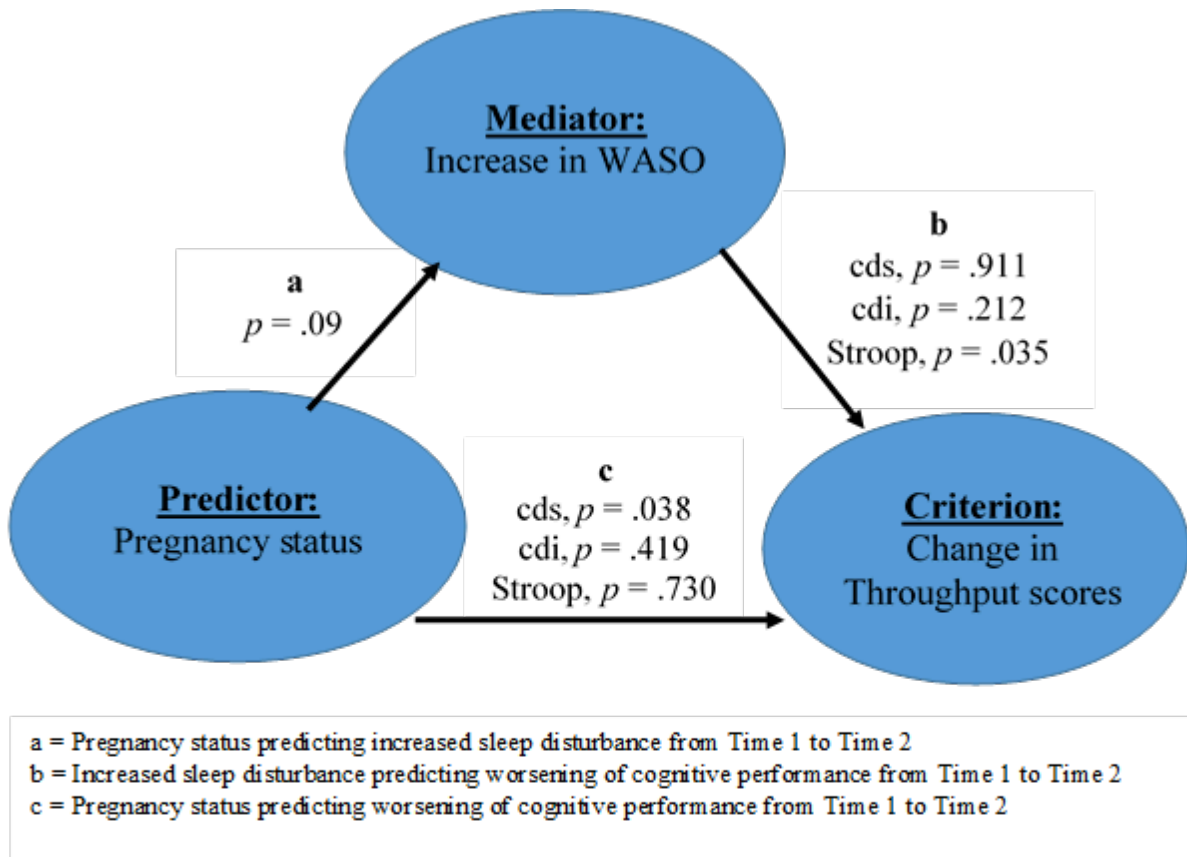 Mediator:
Increase in WASO
a
p = .09
b
cds, p = .911
cdi, p = .212
Stroop, p = .035
Predictor:
Pregnancy status
c
cds, p = .038
cdi, p = .419
Stroop, p = .730
Criterion:
Change in
Throughput scores
a = Pregnancy status predicting increased sleep disturbance from Time 1 to Time 2
b = Increased sleep disturbance predicting worsening of cognitive performance from Time 1 to Time 2
c = Pregnancy status predicting worsening of cognitive performance from Time 1 to Time 2